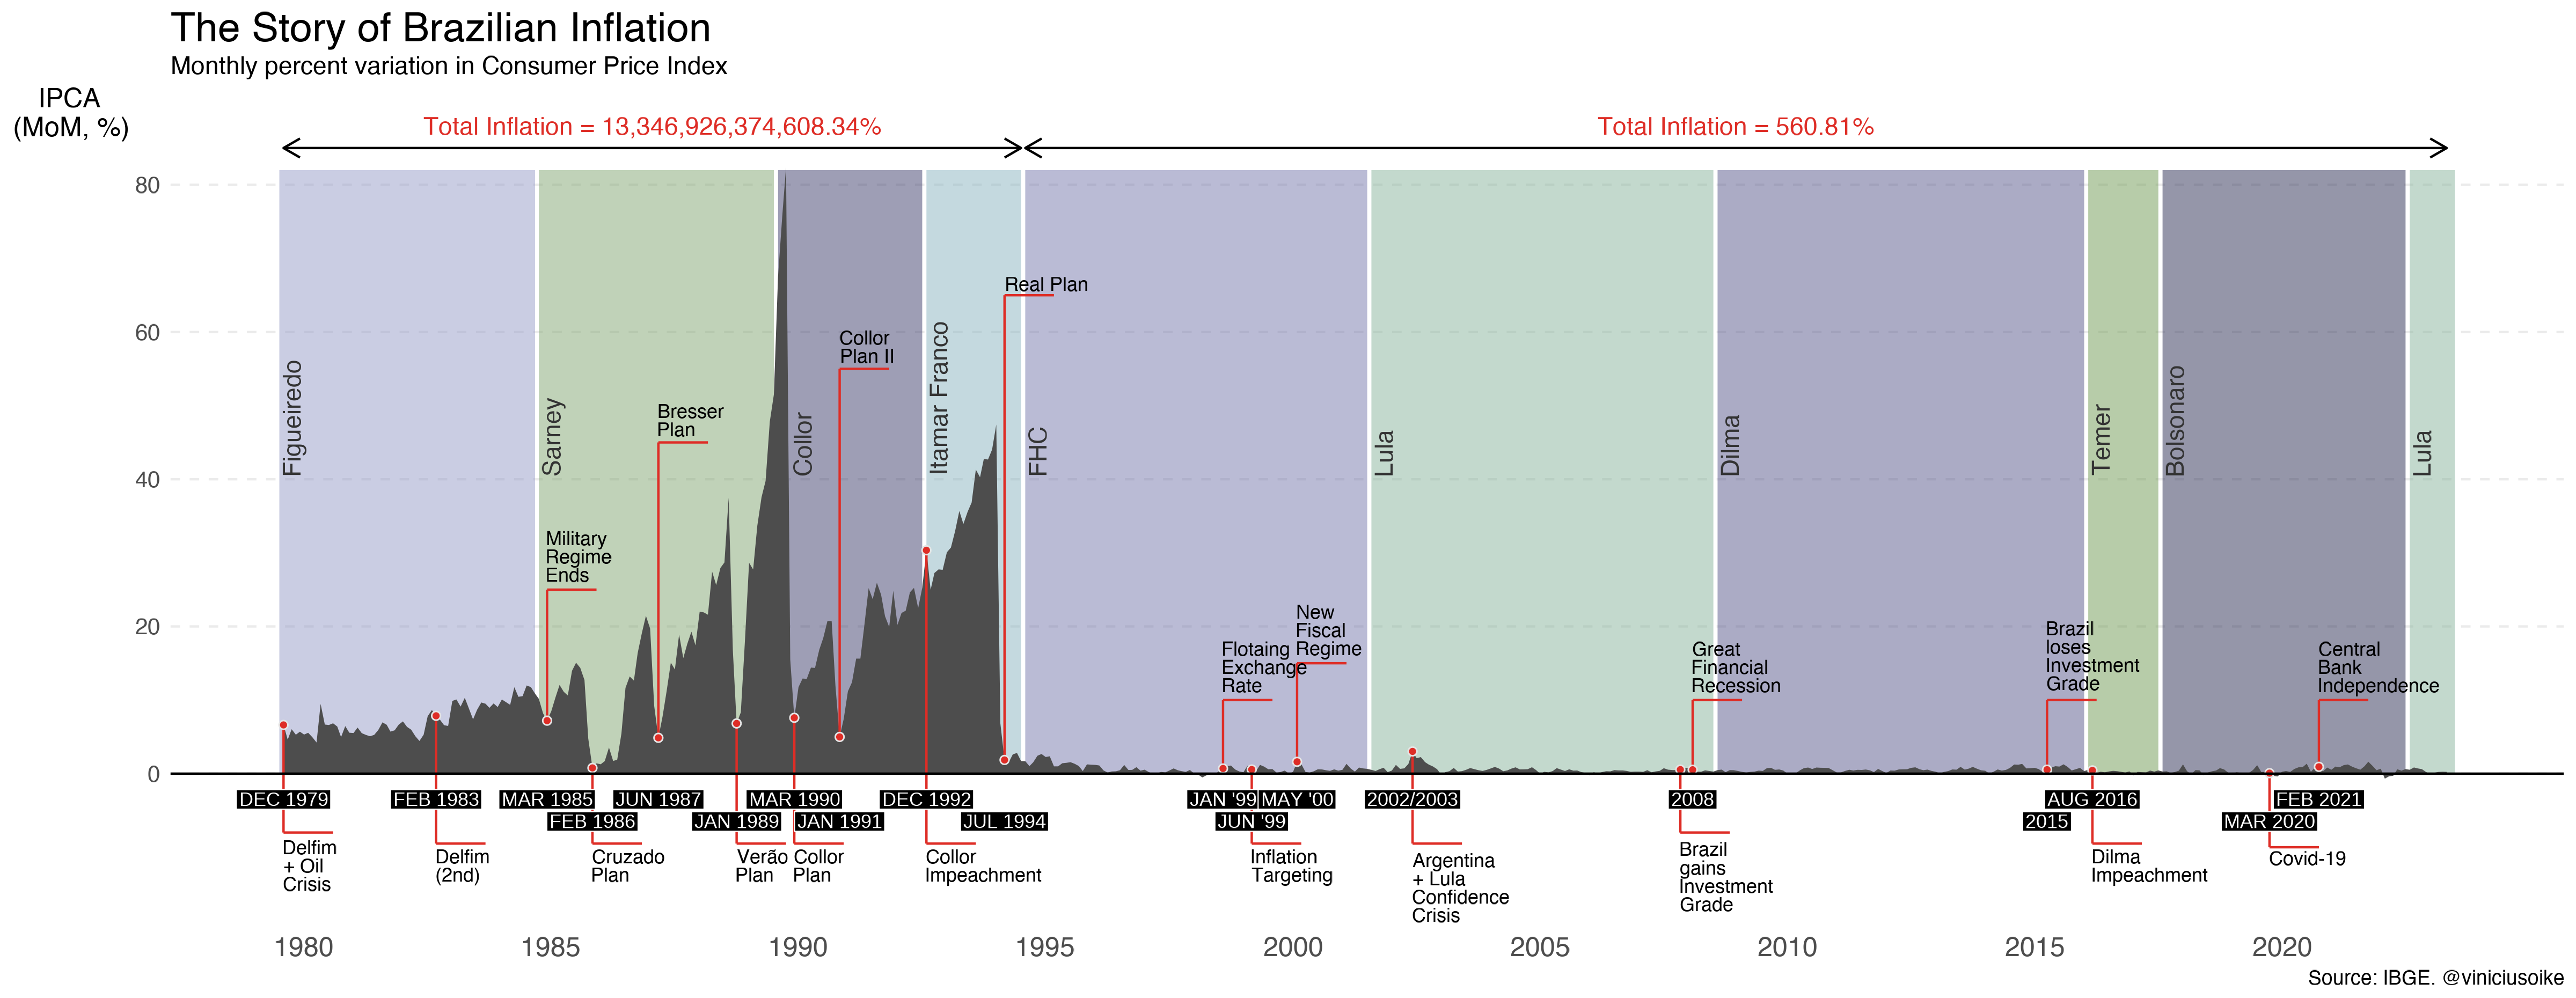 The Story of Brazilian Inflation
Monthly percent variation in Consumer Price Index
IPCA
(MoM, %)
Total Inflation = 13,346,926,374,608.34%
Total Inflation = 560.81%
80
60
40
20
0
Figueiredo
Sarney
Collor
Itamar Franco
FHC
Lula
Dilma
Temer
Bolsonaro
Lula
Military
Regime
Ends
Bresser
Plan
Collor
Plan II
Real Plan
Flotaing
Exchange
Rate
New
Fiscal
Regime
Great
Financial
Recession
Brazil
loses
Investment
Grade
Central
Bank
Independence
DEC 1979
FEB 1983
MAR 1985
JUN 1987
MAR 1990
DEC 1992
JAN '99
MAY '00
2002/2003
2008
AUG 2016
FEB 2021
FEB 1986
JAN 1989
JAN 1991
JUL 1994
JUN '99
2015
MAR 2020
Delfim
+ Oil
Crisis
Delfim
(2nd)
Cruzado
Plan
Verão
Plan
Collor
Plan
Collor
Impeachment
Inflation
Targeting
Argentina
+ Lula
Confidence
Crisis
Brazil
gains
Investment
Grade
Dilma
Impeachment
Covid-19
1980
1985
1990
1995
2000
2005
2010
2015
2020
Source: IBGE. @viniciusoike